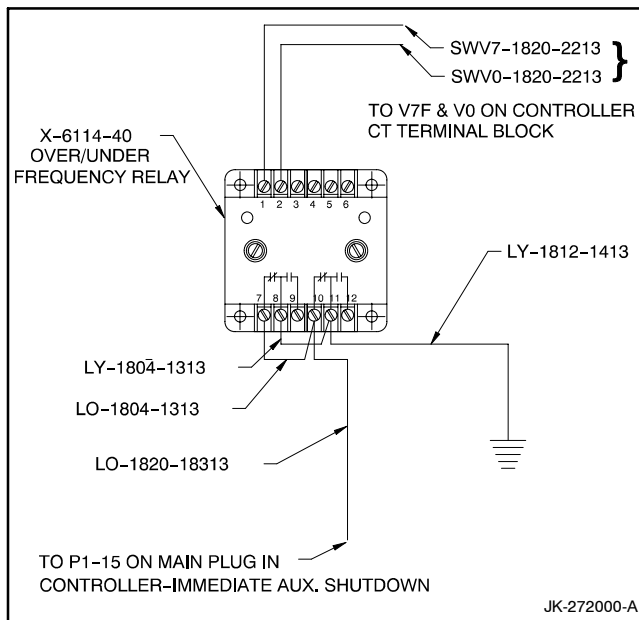 SWV7-1820-2213
SWV0-1820-2213
}
TO V7F & V0 ON CONTROLLER
CT TERMINAL BLOCK
X-6114-40
OVER/UNDER
FREQUENCY RELAY
1 2 3 4 5 6
LY-1812-1413
7 8 9 10 11 12
LY-1804-1313
LO-1804-1313
LO-1820-18313
TO P1-15 ON MAIN PLUG IN
CONTROLLER-IMMEDIATE AUX. SHUTDOWN
JK-272000-A